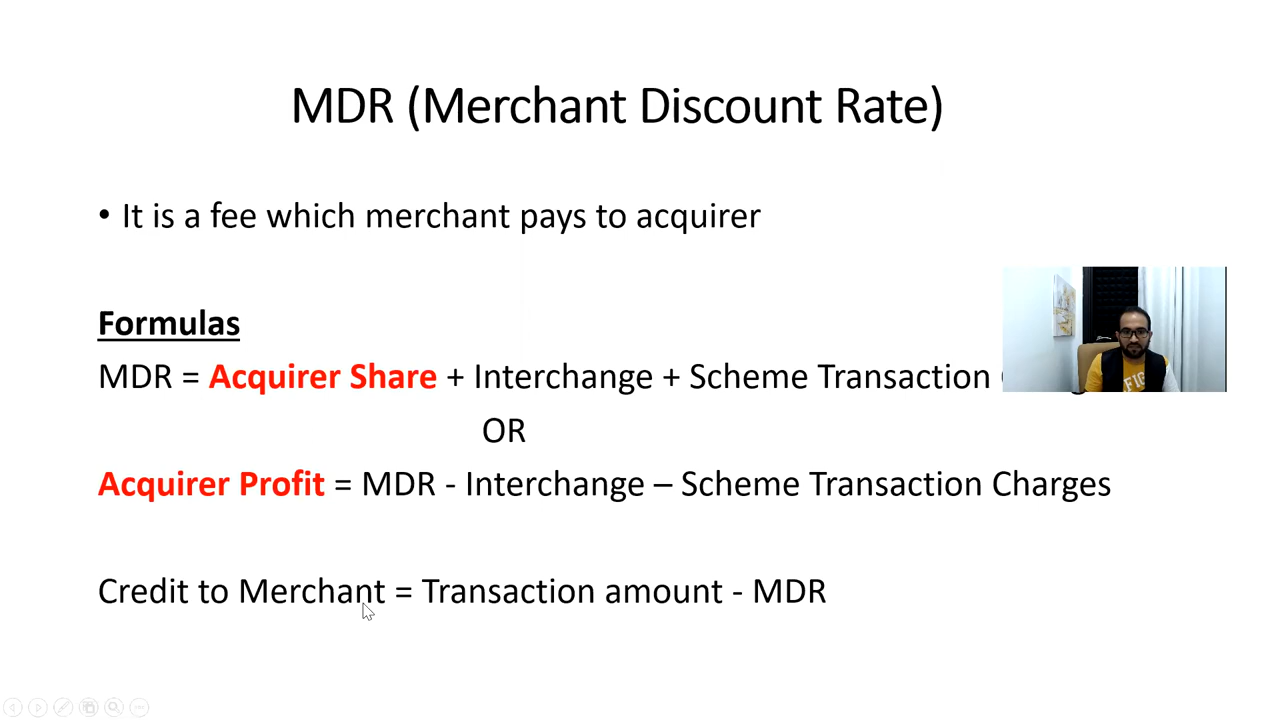 MDR (Merchant Discount Rate)
• It is a fee which merchant pays to acquirer
Formulas
MDR = Acquirer Share + Interchange + Scheme Transaction
OR
Acquirer Profit = MDR - Interchange – Scheme Transaction Charges
Credit to Merchant = Transaction amount - MDR